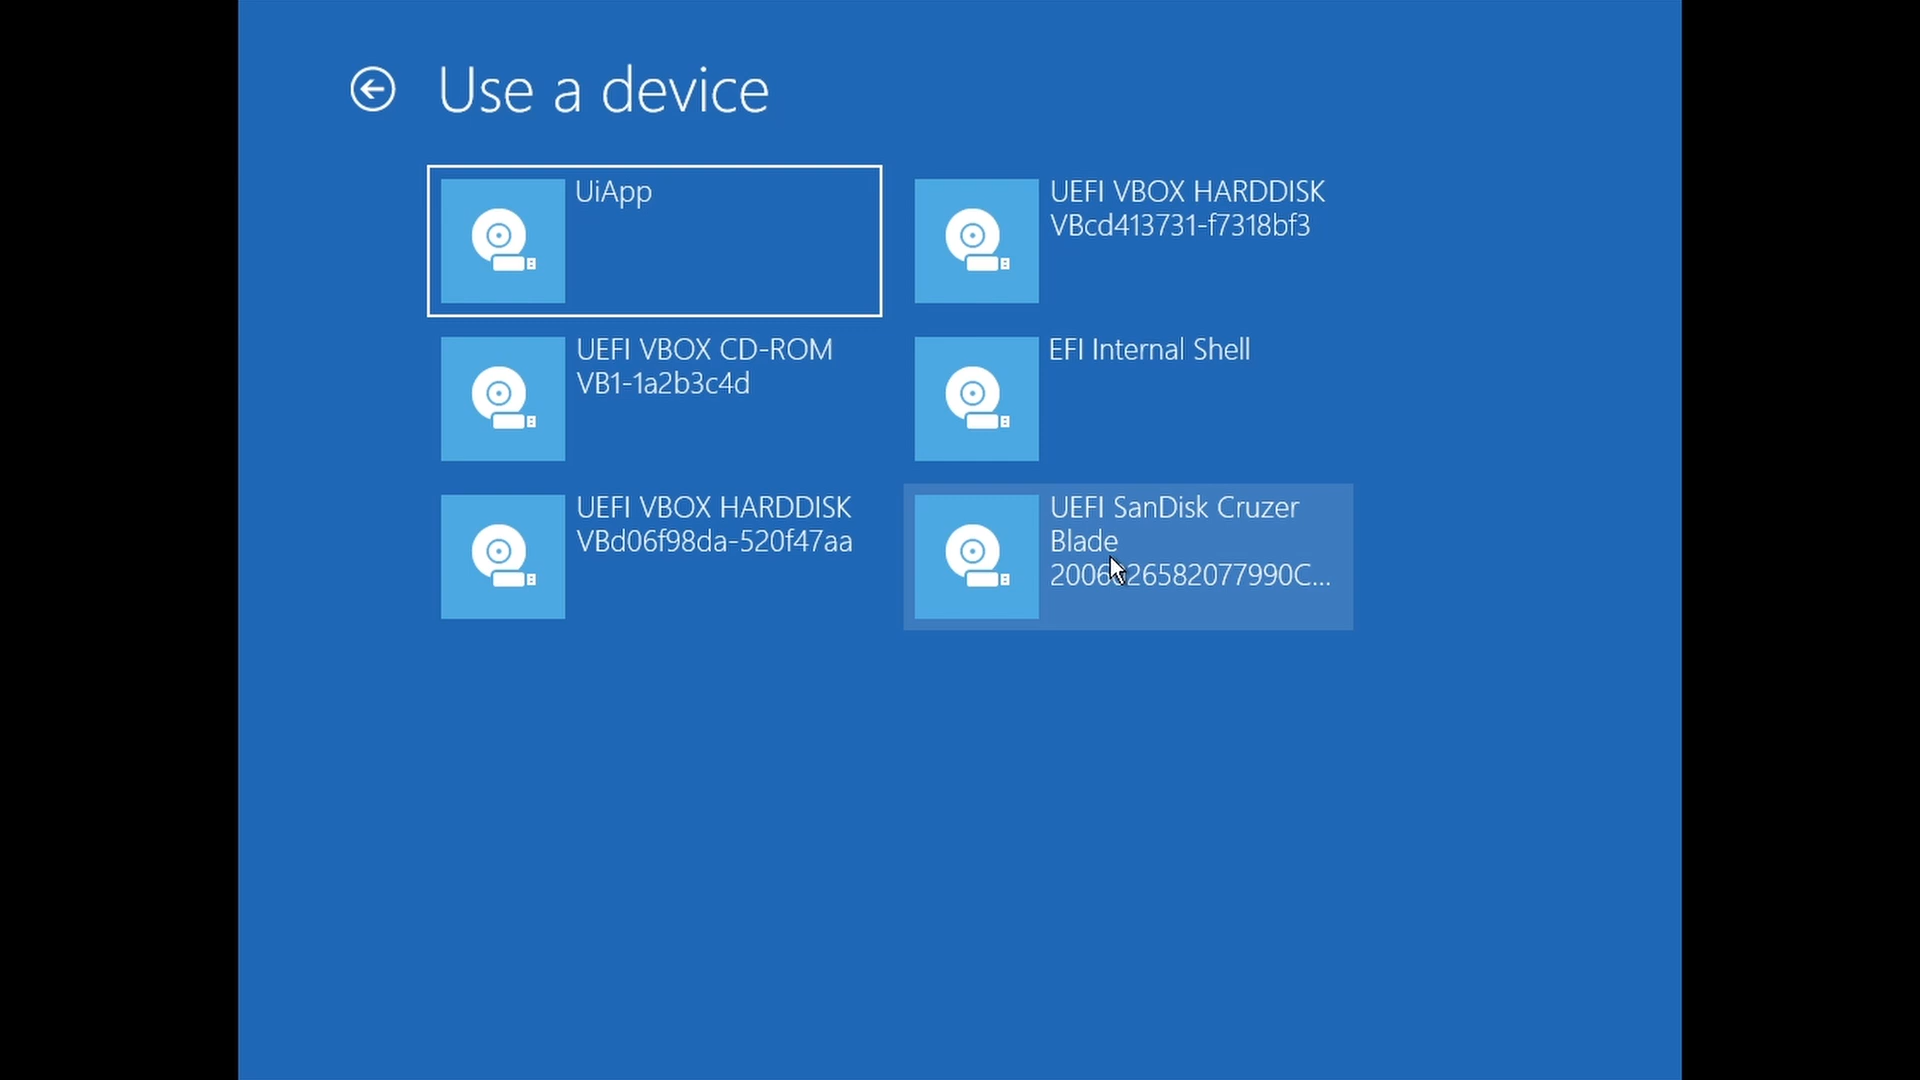 Use a device
UiApp
UEFI VBOX HARDDISK
VBcd413731-f7318bf3
UEFI VBOX CD-ROM
VB1-1a2b3c4d
EFI Internal Shell
UEFI VBOX HARDDISK
VBd06f98da-520f47aa
UEFI SanDisk Cruzer
Blade